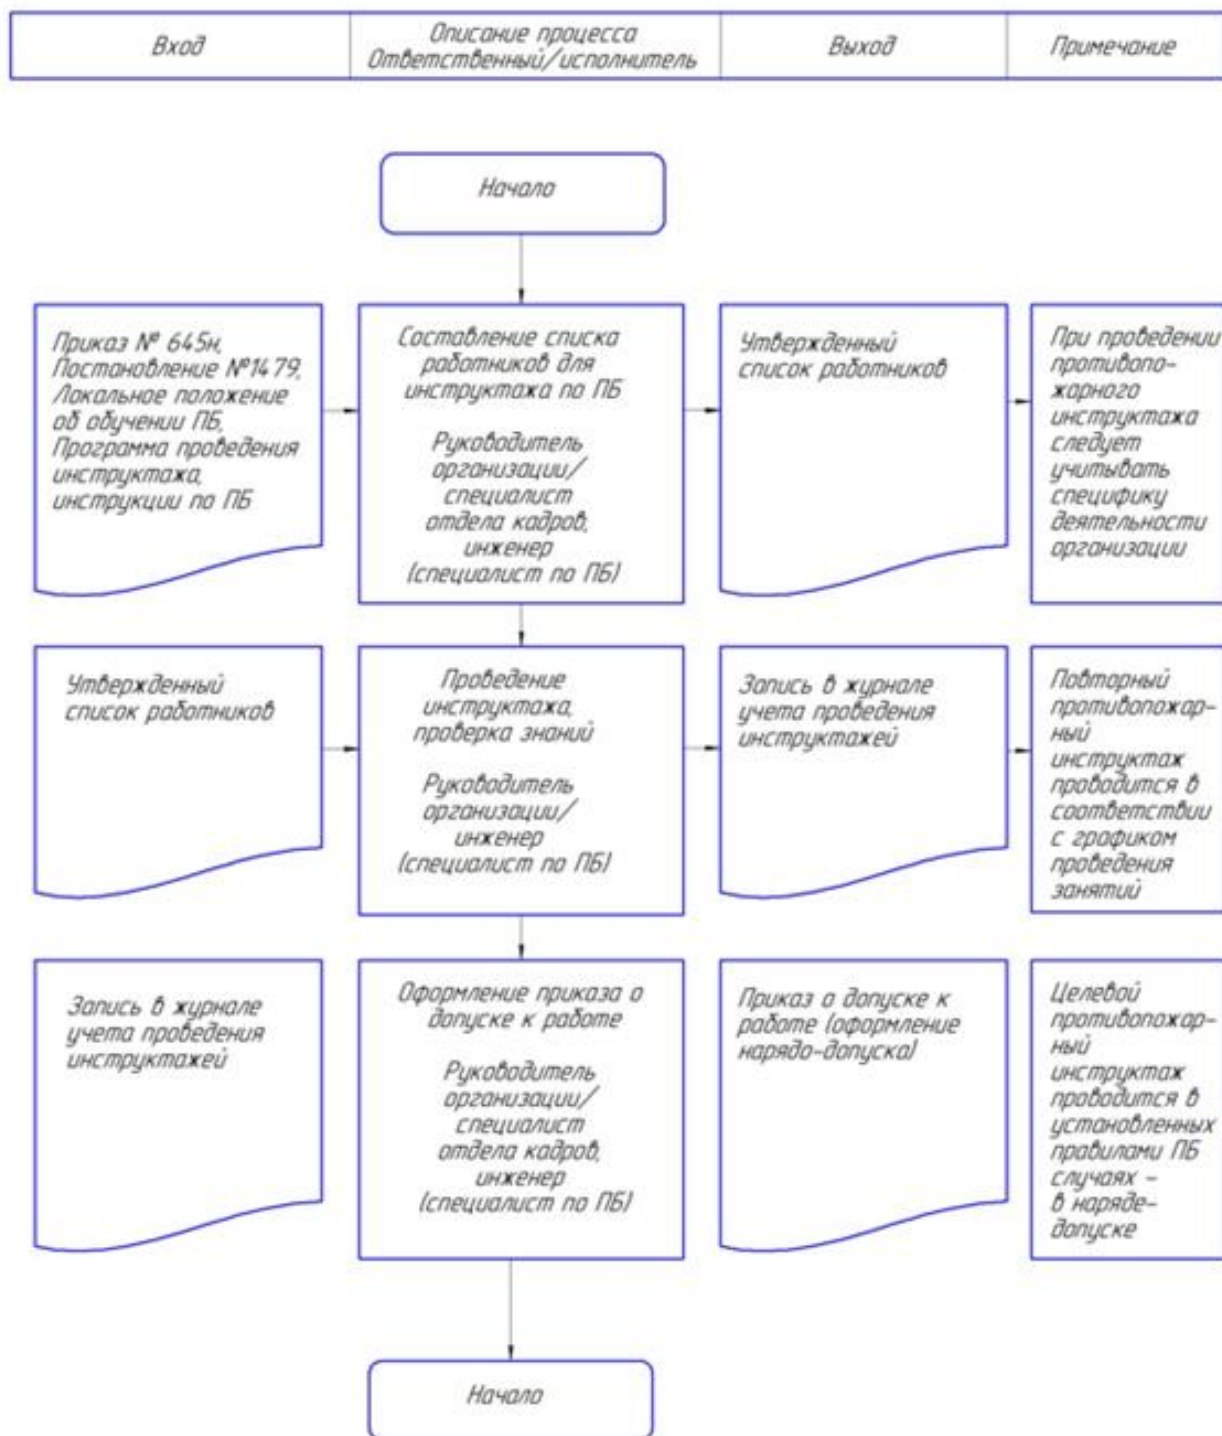 Вход
Описание процесса
Ответственный/исполнитель
Выход
Примечание
Начало
Приказ № 645н,
Постановление №1479,
Локальное положение
об обучении ПБ,
Программа проведения
инструктажа,
инструкции по ПБ
Составление списка
работников для
инструктажа по ПБ
Руководитель
организации/
специалист
отдела кадров,
инженер
(специалист по ПБ)
Утвержденный
список работников
При проведении
противопо-
жарного
инструктажа
следует
учитывать
специфику
деятельности
организации
Утвержденный
список работников
Проведение
инструктажа,
проверка знаний
Руководитель
организации/
инженер
(специалист по ПБ)
Запись в журнале
учета проведения
инструктажей
Повторный
противопожар-
ный
инструктаж
проводится в
соответствии
с графиком
проведения
занятий
Запись в журнале
учета проведения
инструктажей
Оформление приказа о
допуске к работе
Руководитель
организации/
специалист
отдела кадров,
инженер
(специалист по ПБ)
Приказ о допуске к
работе (оформление
нарядо-допуска)
Целевой
противопожар-
ный
инструктаж
проводится в
установленных
правилами ПБ
случаях –
в наряде-
допуске
Начало